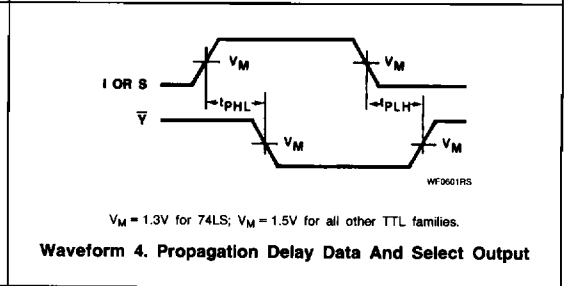 V_M
V_M
I OR S
t_PHL
t_PLH
Y̅
V_M
V_M
WF0601RS
V_M = 1.3V for 74LS; V_M = 1.5V for all other TTL families.
Waveform 4. Propagation Delay Data And Select Output